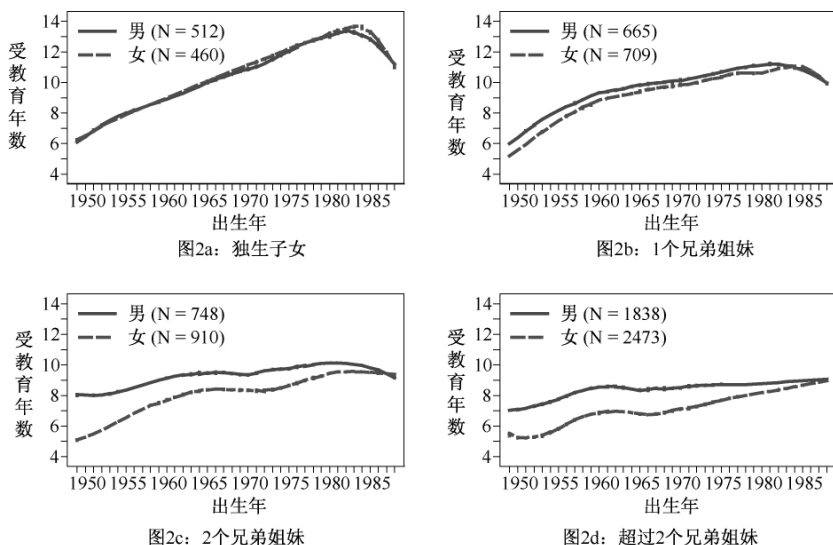 受教育年数
14
12
10
8
6
4
男 (N = 512)
女 (N = 460)
1950 1955 1960 1965 1970 1975 1980 1985
出生年
图2a：独生子女
受教育年数
14
12
10
8
6
4
男 (N = 665)
女 (N = 709)
1950 1955 1960 1965 1970 1975 1980 1985
出生年
图2b：1个兄弟姐妹
受教育年数
14
12
10
8
6
4
男 (N = 748)
女 (N = 910)
1950 1955 1960 1965 1970 1975 1980 1985
出生年
图2c：2个兄弟姐妹
受教育年数
14
12
10
8
6
4
男 (N = 1838)
女 (N = 2473)
1950 1955 1960 1965 1970 1975 1980 1985
出生年
图2d：超过2个兄弟姐妹